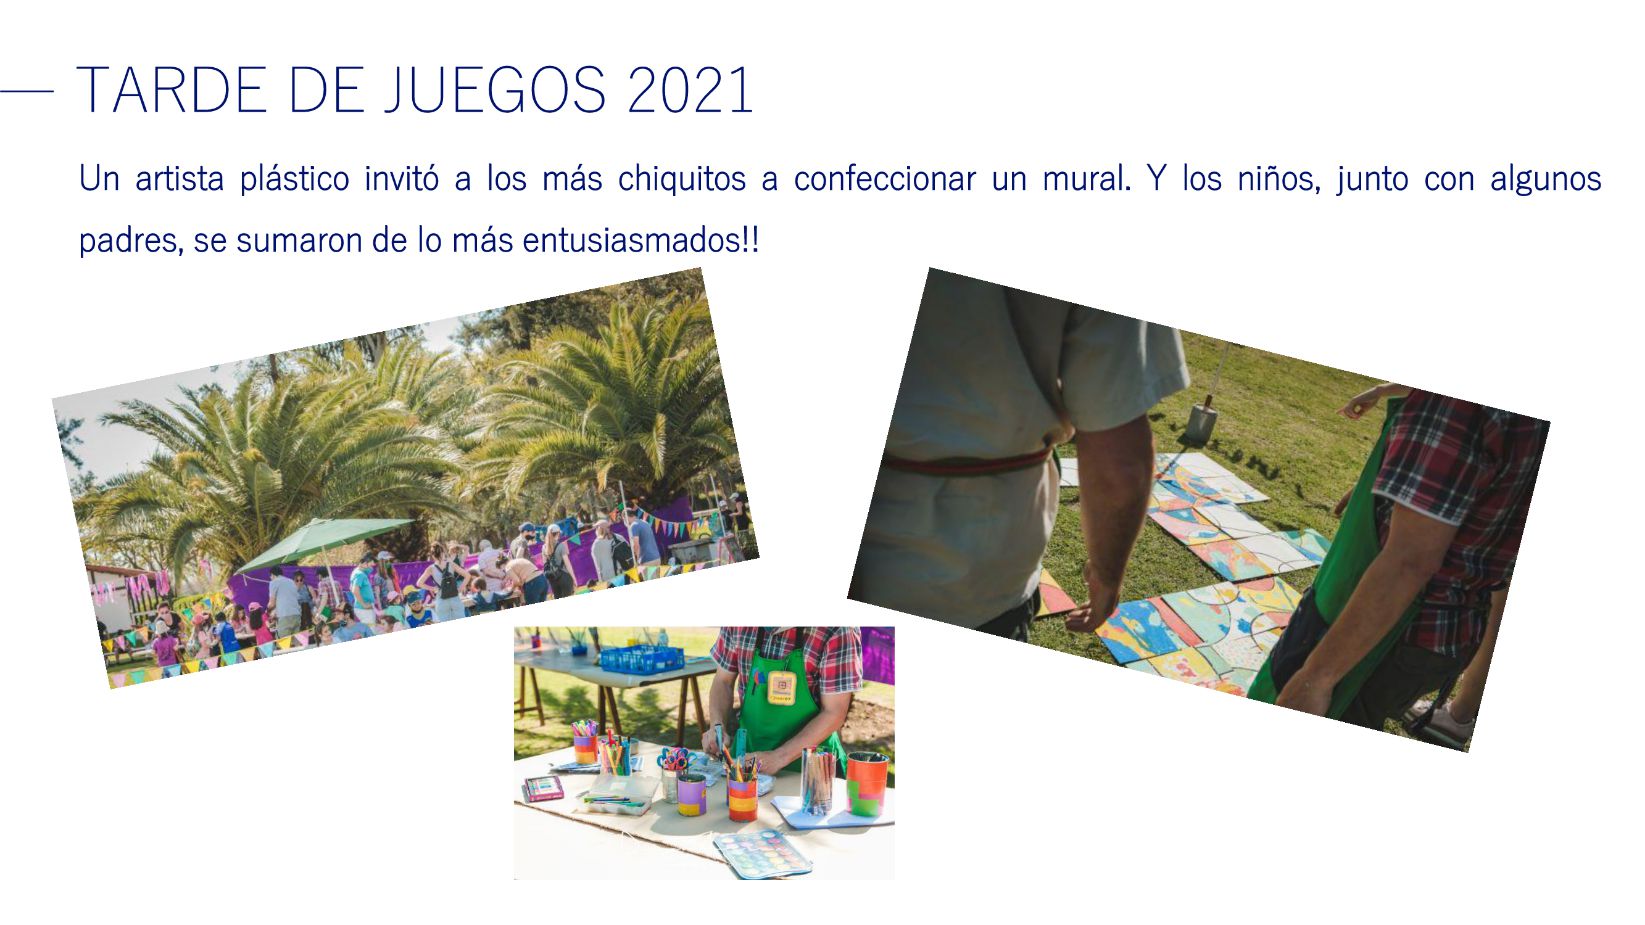 TARDE DE JUEGOS 2021
Un artista plástico invitó a los más chiquitos a confeccionar un mural. Y los niños, junto con algunos
padres, se sumaron de lo más entusiasmados!!